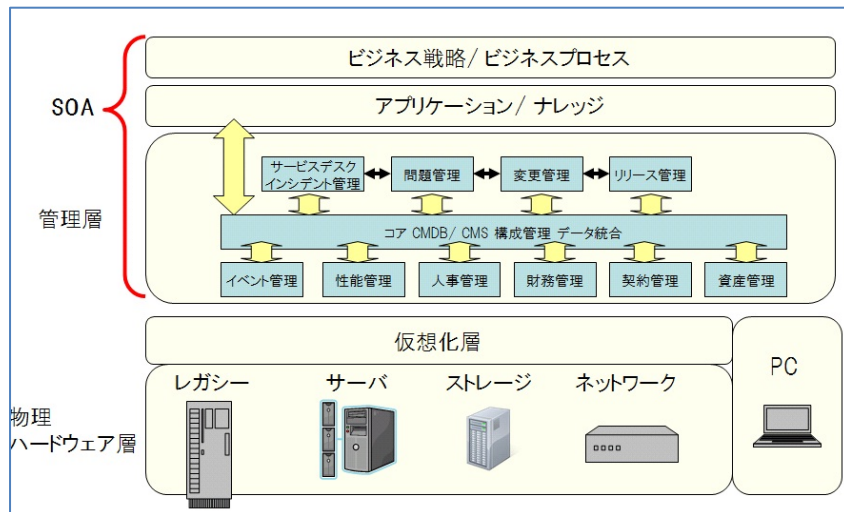 ビジネス戦略/ ビジネスプロセス
SOA
アプリケーション/ ナレッジ
サービスデスク
インシデント管理
問題管理
変更管理
リリース管理
管理層
コア CMDB/ CMS 構成管理 データ統合
イベント管理
性能管理
人事管理
財務管理
契約管理
資産管理
仮想化層
PC
レガシー
サーバ
ストレージ
ネットワーク
物理
ハードウェア層